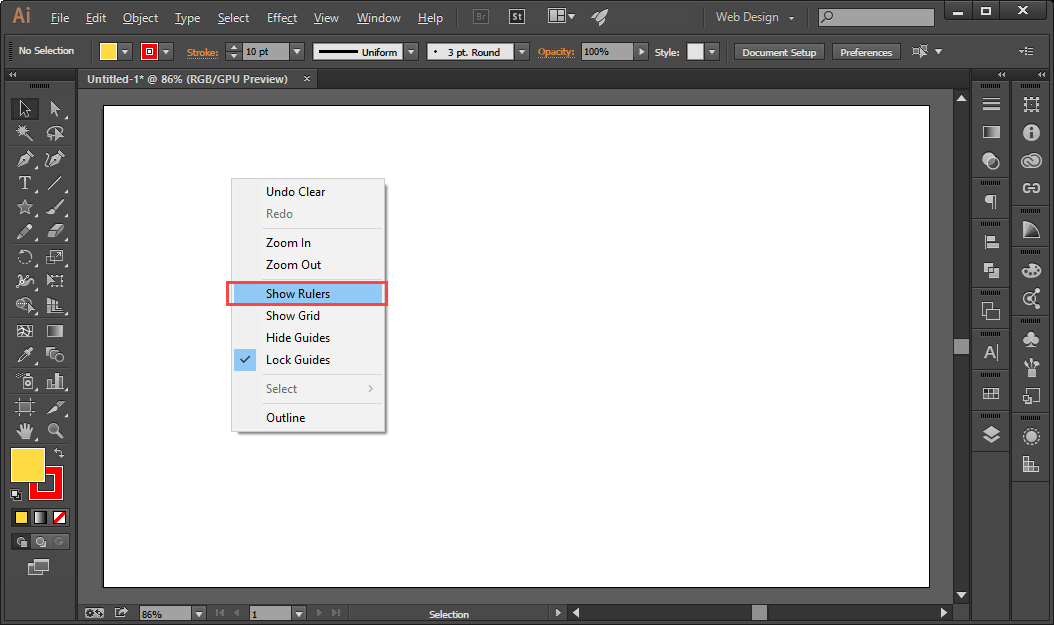 Ai File Edit Object Type Select Effect View Window Help Br St Web Design
No Selection Stroke: 10 pt Uniform 3 pt. Round Opacity: 100% Style: Document Setup Preferences
Untitled-1* @ 86% (RGB/GPU Preview)
Undo Clear
Redo
Zoom In
Zoom Out
Show Rulers
Show Grid
Hide Guides
Lock Guides
Select
Outline
86% 1 Selection